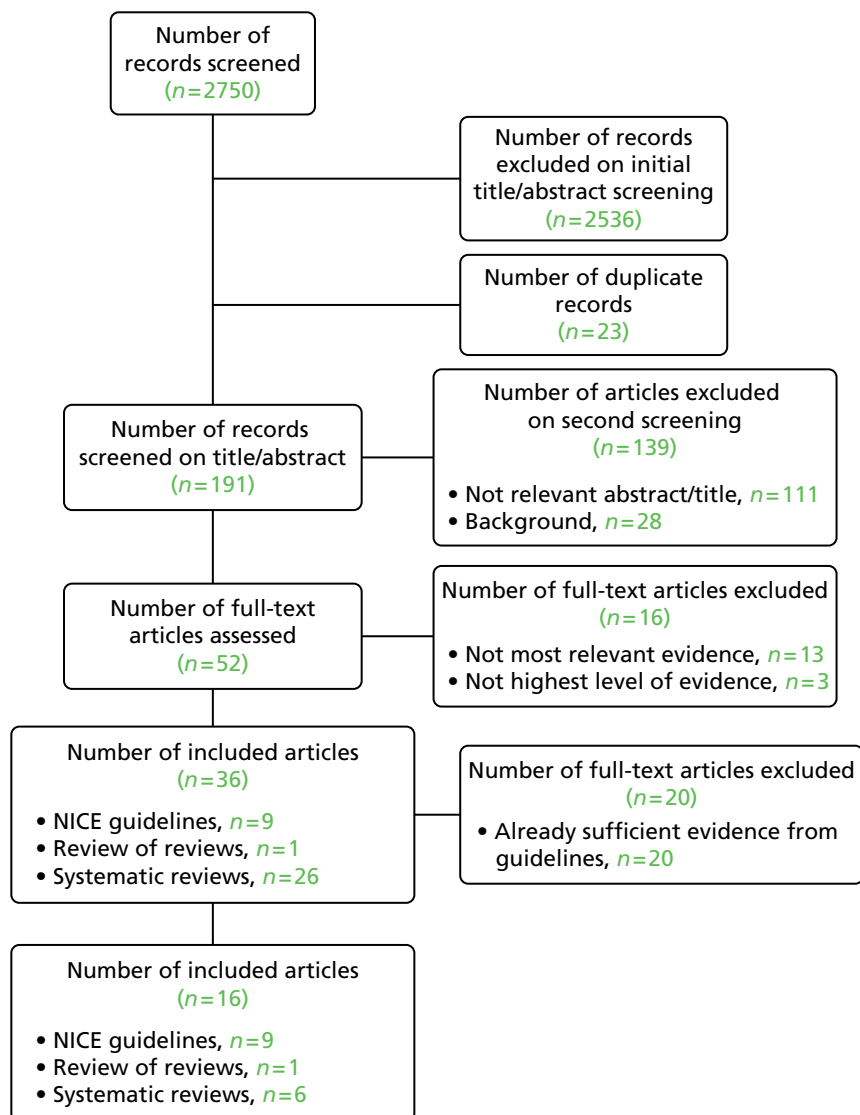 Number of
records screened
(n=2750)
Number of records
excluded on initial
title/abstract screening
(n=2536)
Number of duplicate
records
(n=23)
Number of records
screened on title/abstract
(n=191)
Number of articles excluded
on second screening
(n=139)
• Not relevant abstract/title, n=111
• Background, n=28
Number of full-text
articles assessed
(n=52)
Number of full-text articles excluded
(n=16)
• Not most relevant evidence, n=13
• Not highest level of evidence, n=3
Number of included articles
(n=36)
• NICE guidelines, n=9
• Review of reviews, n=1
• Systematic reviews, n=26
Number of full-text articles excluded
(n=20)
• Already sufficient evidence from
guidelines, n=20
Number of included articles
(n=16)
• NICE guidelines, n=9
• Review of reviews, n=1
• Systematic reviews, n=6